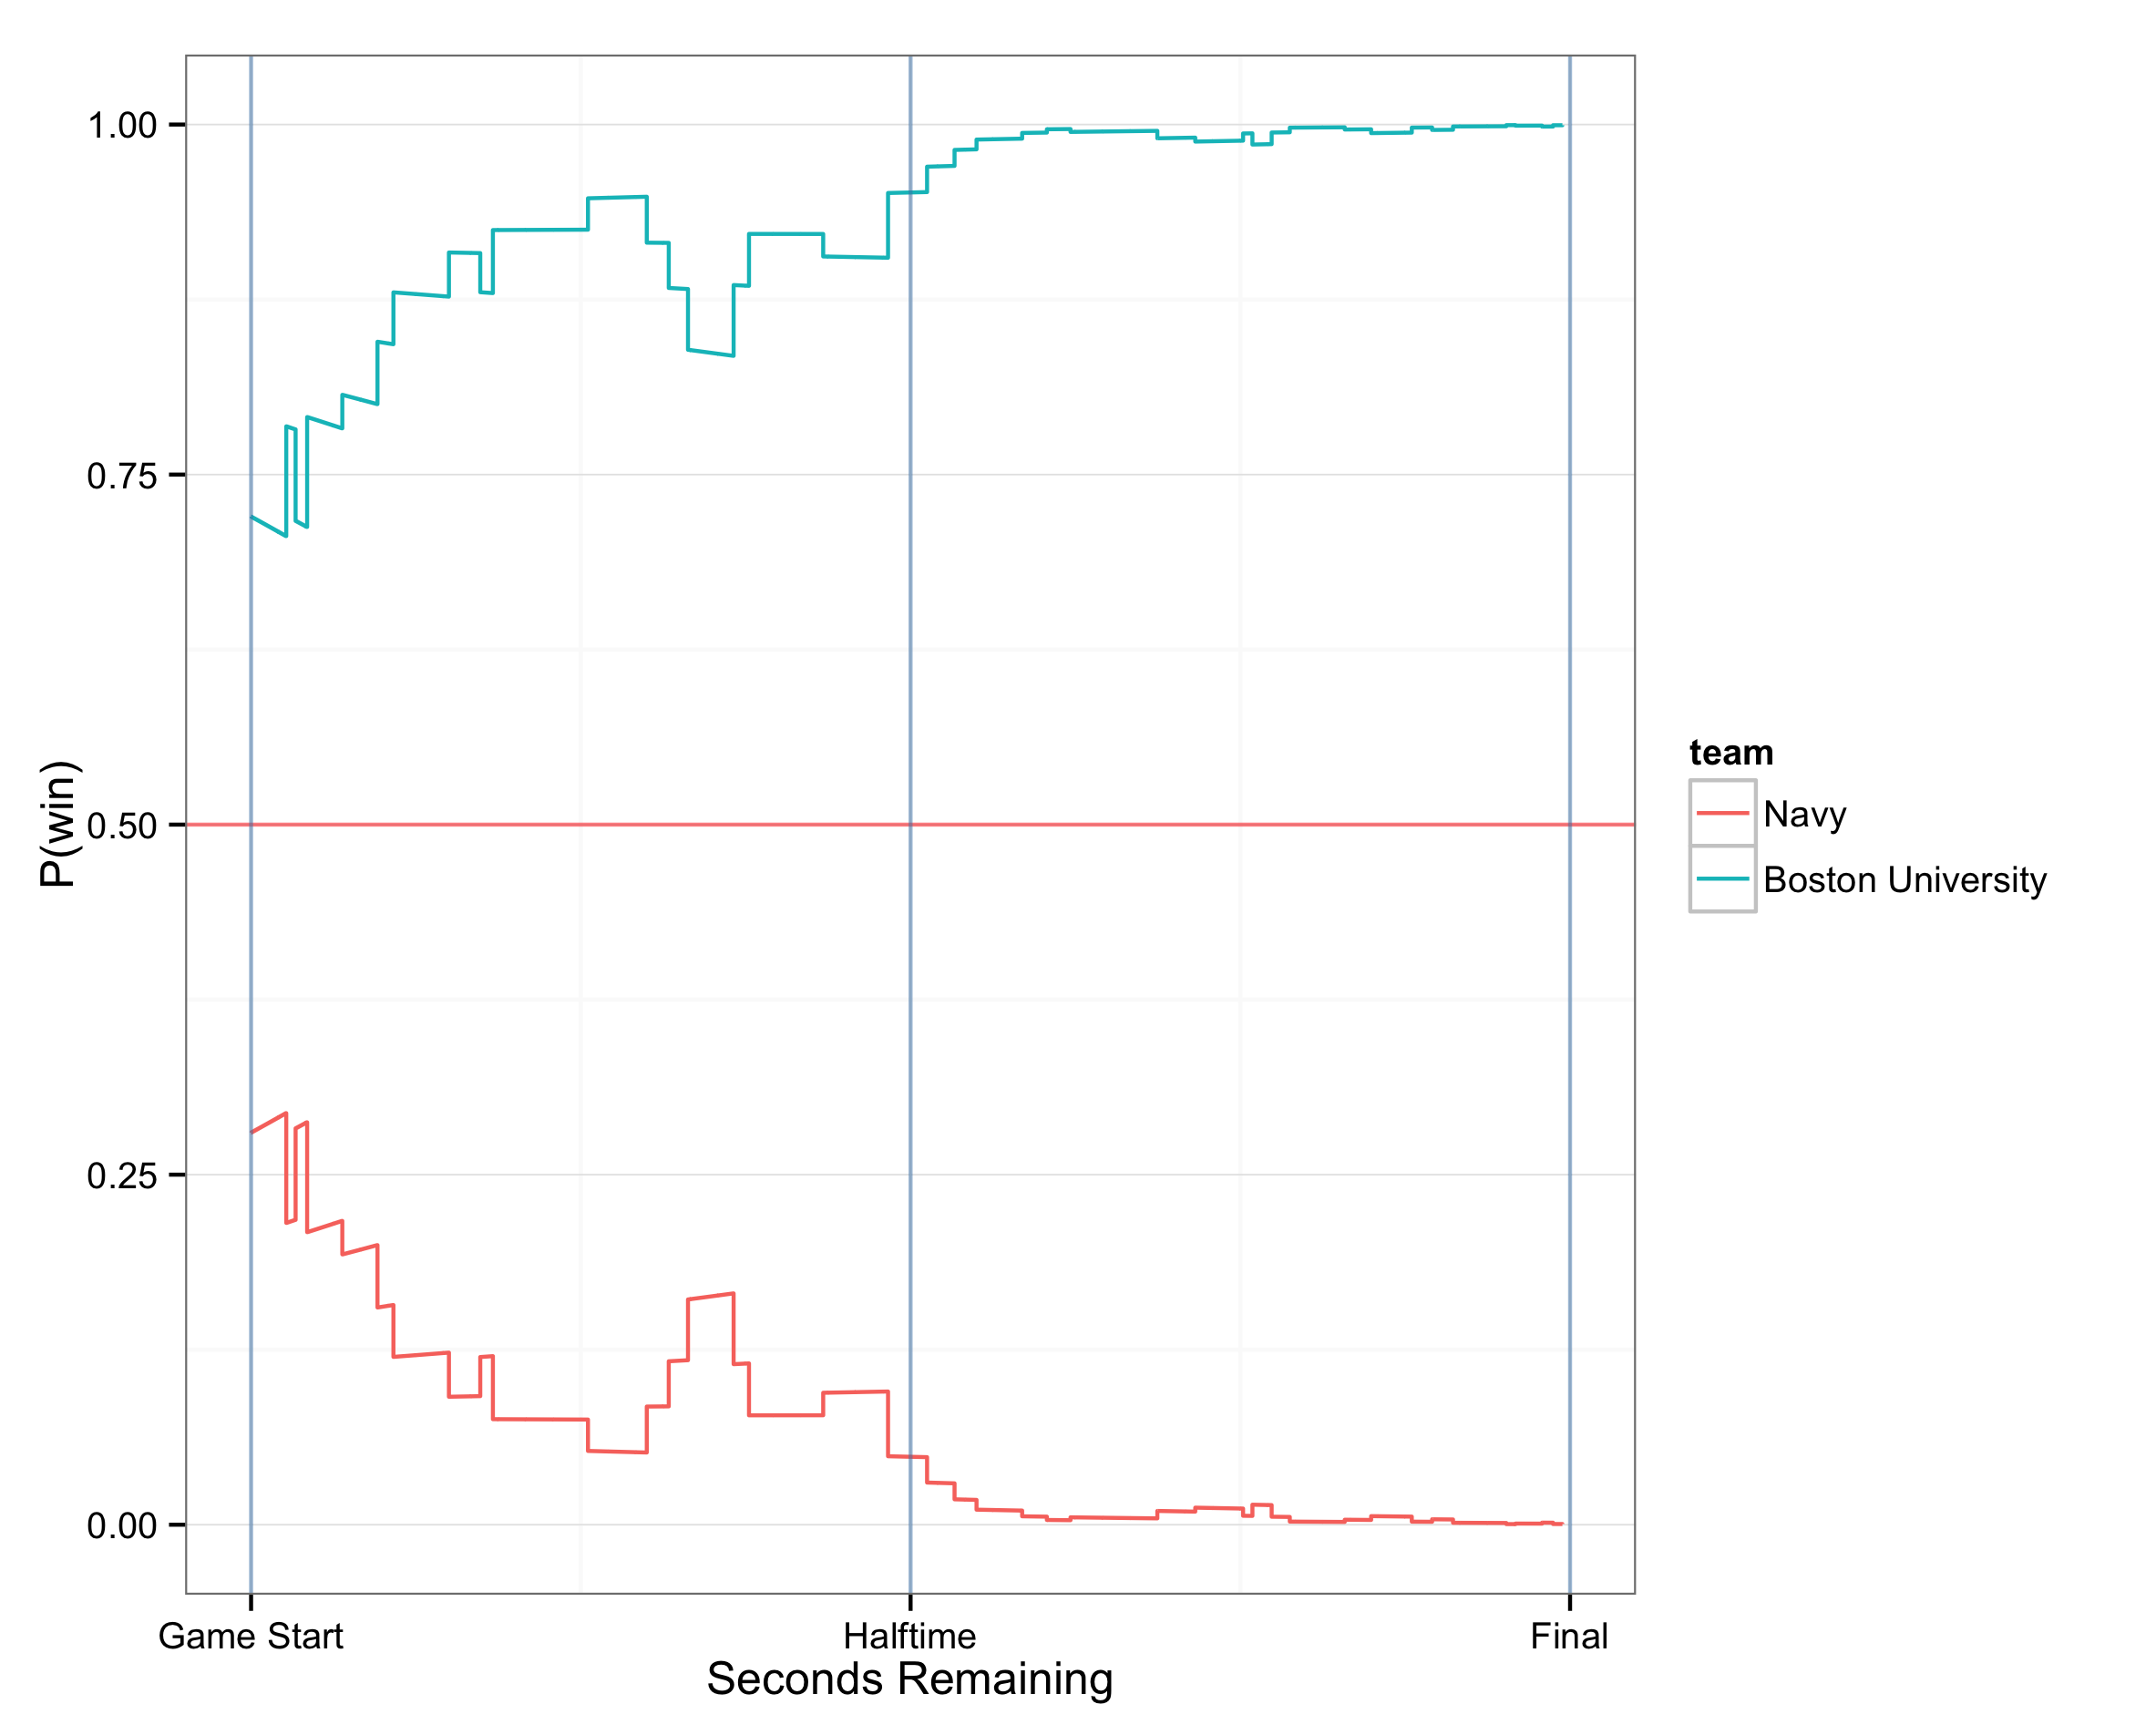 1.00
0.75
0.50
0.25
0.00
P(win)
Game Start
Halftime
Final
Seconds Remaining
team
Navy
Boston University